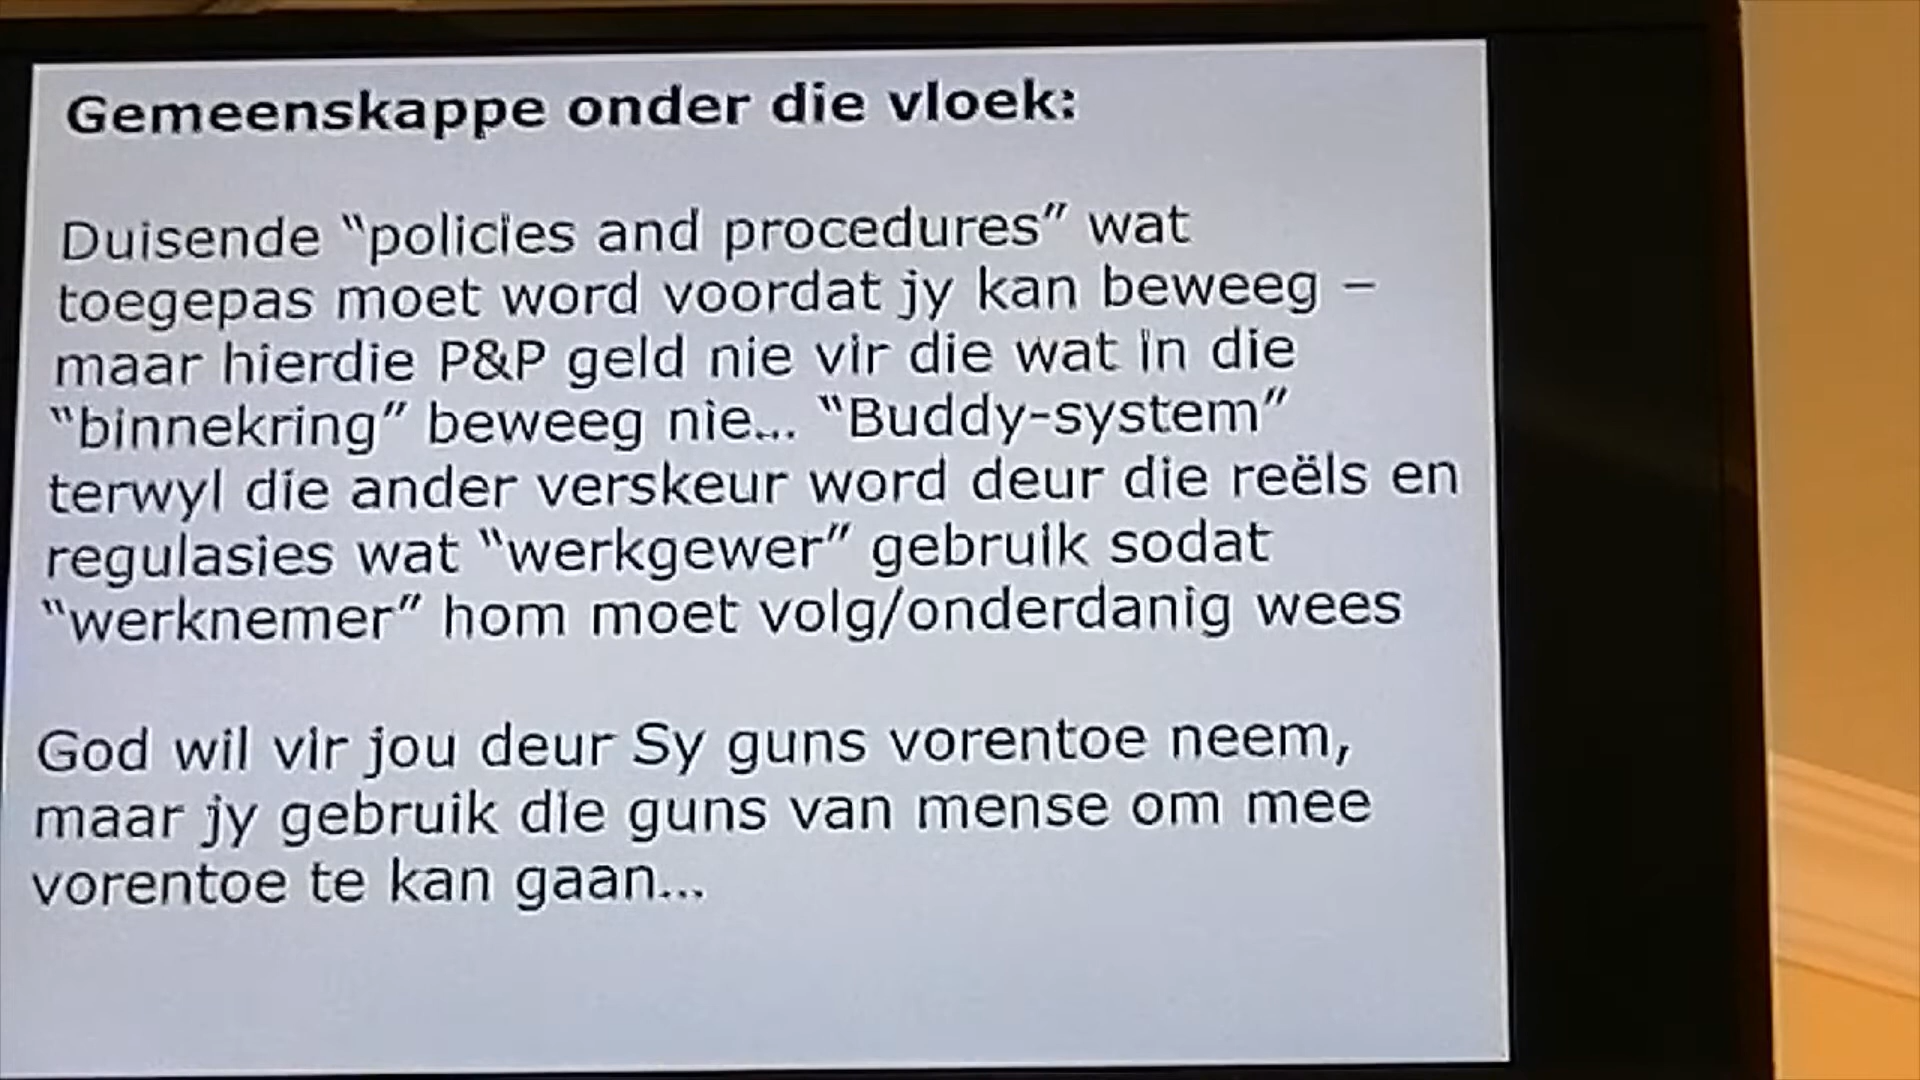 Gemeenskappe onder die vloek:
Duisende “policies and procedures” wat
toegepas moet word voordat jy kan beweeg –
maar hierdie P&P geld nie vir die wat in die
“binnekring” beweeg nie… “Buddy-system”
terwyl die ander verskeur word deur die reëls en
regulasies wat “werkgewer” gebruik sodat
“werknemer” hom moet volg/onderdanig wees
God wil vir jou deur Sy guns vorentoe neem,
maar jy gebruik die guns van mense om mee
vorentoe te kan gaan…